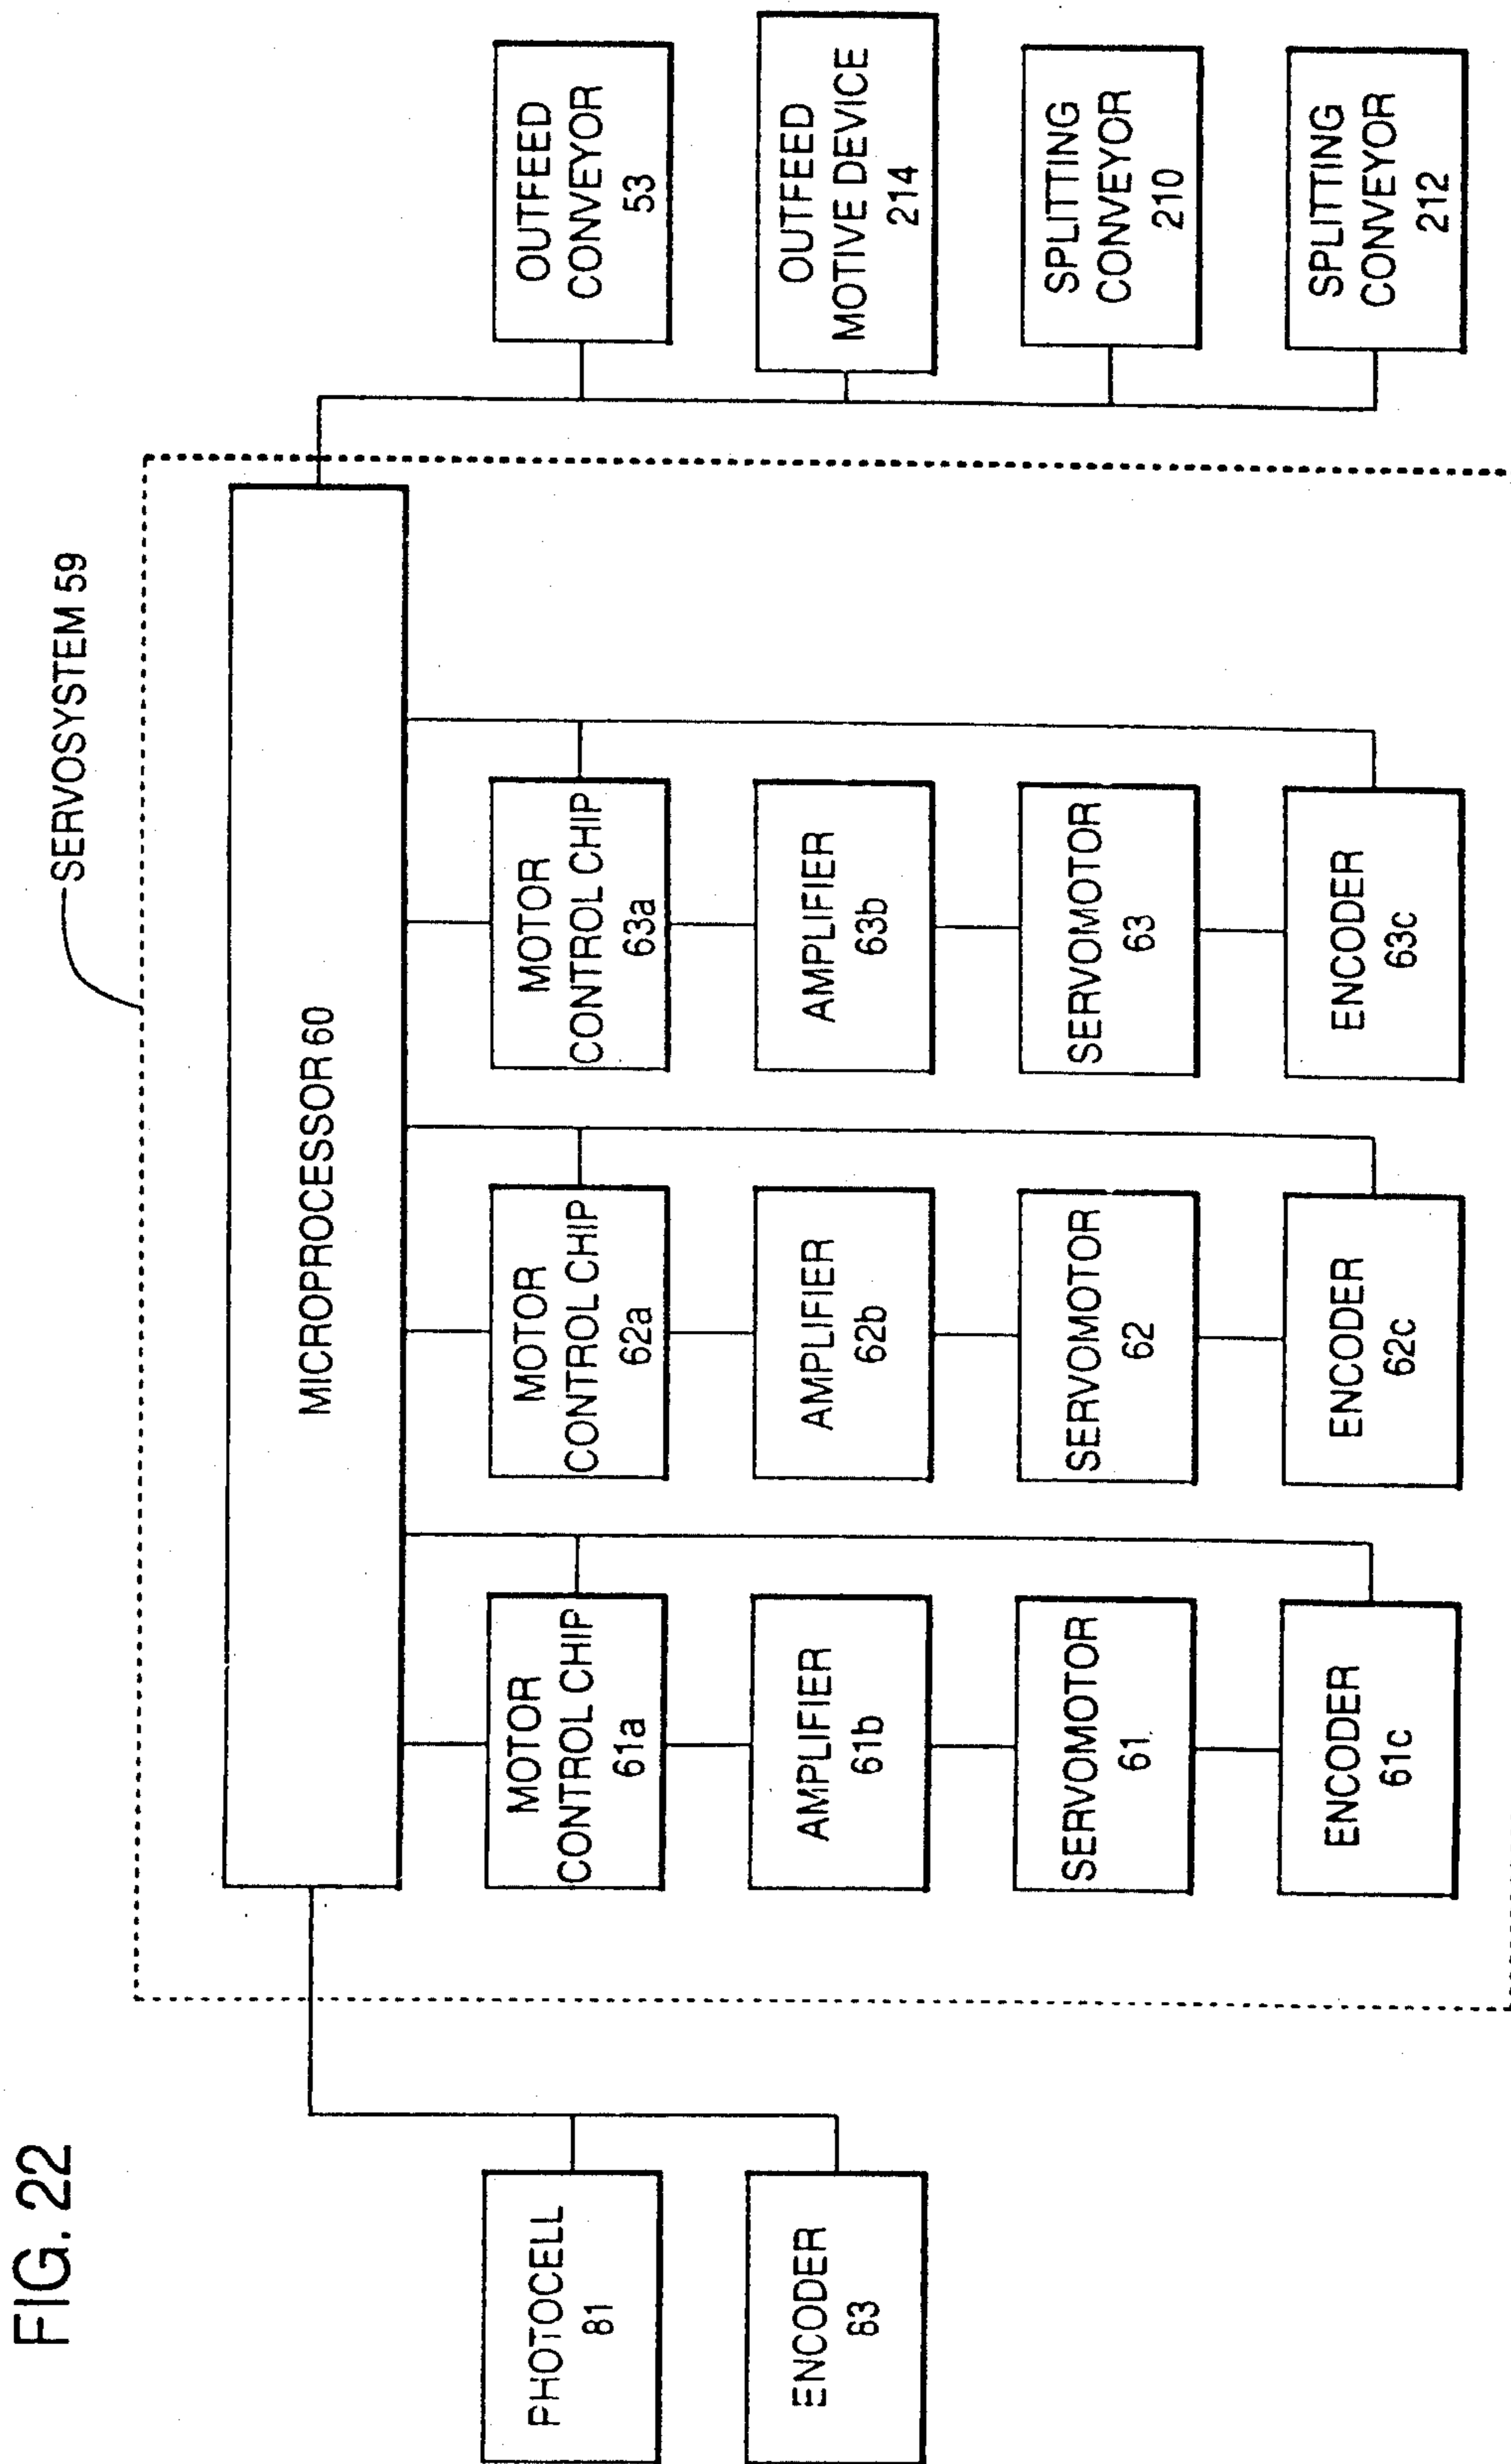 FIG. 22
SERVOSYSTEM 59
MICROPROCESSOR 60
PHOTOCELL
81
ENCODER
83
MOTOR
CONTROL CHIP
61a
AMPLIFIER
61b
SERVOMOTOR
61
ENCODER
61c
MOTOR
CONTROL CHIP
62a
AMPLIFIER
62b
SERVOMOTOR
62
ENCODER
62c
MOTOR
CONTROL CHIP
63a
AMPLIFIER
63b
SERVOMOTOR
63
ENCODER
63c
OUTFEED
CONVEYOR
53
OUTFEED
MOTIVE DEVICE
214
SPLITTING
CONVEYOR
210
SPLITTING
CONVEYOR
212